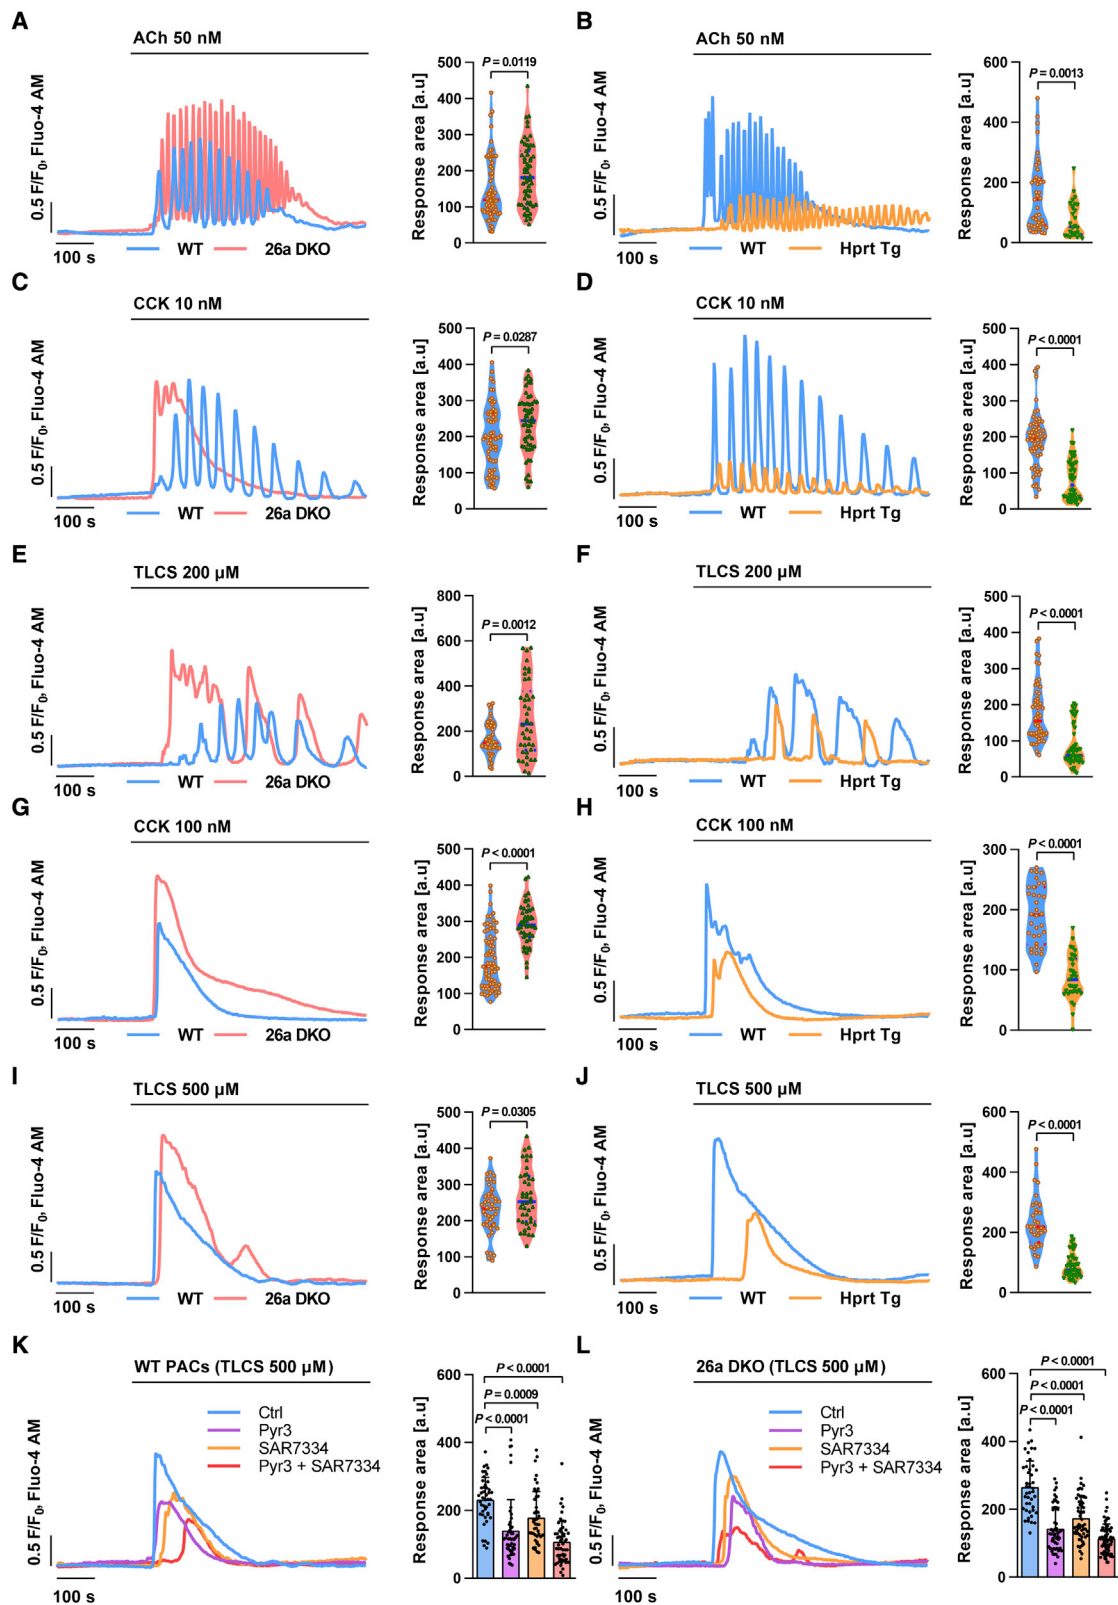 A
ACh 50 nM
0.5 F/F0, Fluo-4 AM
100 s
WT
26a DKO
Response area [a.u]
500
400
300
200
100
0
P = 0.0119
B
ACh 50 nM
0.5 F/F0, Fluo-4 AM
100 s
WT
Hprt Tg
Response area [a.u]
600
400
200
0
P = 0.0013
C
CCK 10 nM
0.5 F/F0, Fluo-4 AM
100 s
WT
26a DKO
Response area [a.u]
500
400
300
200
100
0
P = 0.0287
D
CCK 10 nM
0.5 F/F0, Fluo-4 AM
100 s
WT
Hprt Tg
Response area [a.u]
500
400
300
200
100
0
P < 0.0001
E
TLCS 200 µM
0.5 F/F0, Fluo-4 AM
100 s
WT
26a DKO
Response area [a.u]
800
600
400
200
0
P = 0.0012
F
TLCS 200 µM
0.5 F/F0, Fluo-4 AM
100 s
WT
Hprt Tg
Response area [a.u]
500
400
300
200
100
0
P < 0.0001
G
CCK 100 nM
0.5 F/F0, Fluo-4 AM
100 s
WT
26a DKO
Response area [a.u]
500
400
300
200
100
0
P < 0.0001
H
CCK 100 nM
0.5 F/F0, Fluo-4 AM
100 s
WT
Hprt Tg
Response area [a.u]
300
200
100
0
P < 0.0001
I
TLCS 500 µM
0.5 F/F0, Fluo-4 AM
100 s
WT
26a DKO
Response area [a.u]
500
400
300
200
100
0
P = 0.0305
J
TLCS 500 µM
0.5 F/F0, Fluo-4 AM
100 s
WT
Hprt Tg
Response area [a.u]
600
400
200
0
P < 0.0001
K
WT PACs (TLCS 500 µM)
Ctrl
Pyr3
SAR7334
Pyr3 + SAR7334
0.5 F/F0, Fluo-4 AM
100 s
Response area [a.u]
600
400
200
0
P < 0.0001
P = 0.0009
P < 0.0001
L
26a DKO (TLCS 500 µM)
Ctrl
Pyr3
SAR7334
Pyr3 + SAR7334
0.5 F/F0, Fluo-4 AM
100 s
Response area [a.u]
600
400
200
0
P < 0.0001
P < 0.0001
P < 0.0001